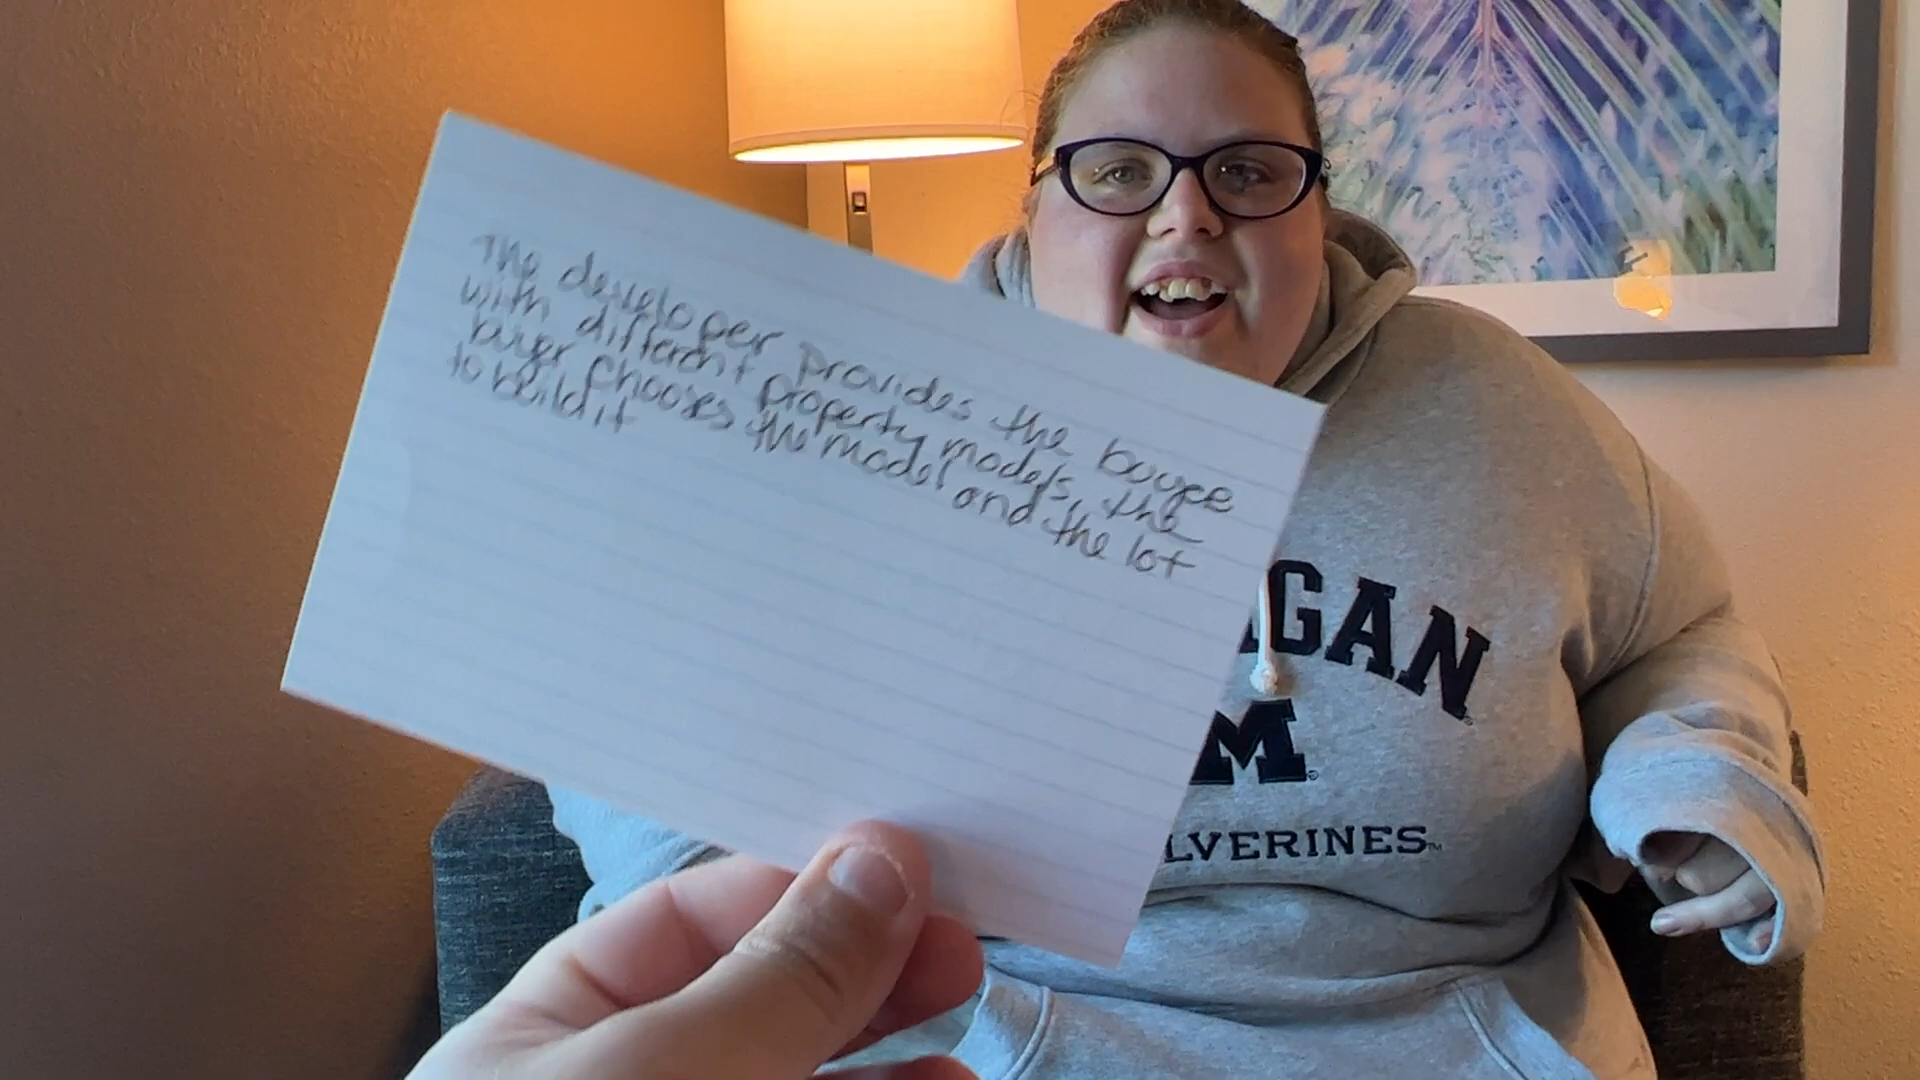 The developer provides the buyer
with different property models, the
buyer chooses the model and the lot
to build it
GAN
M
LVERINES